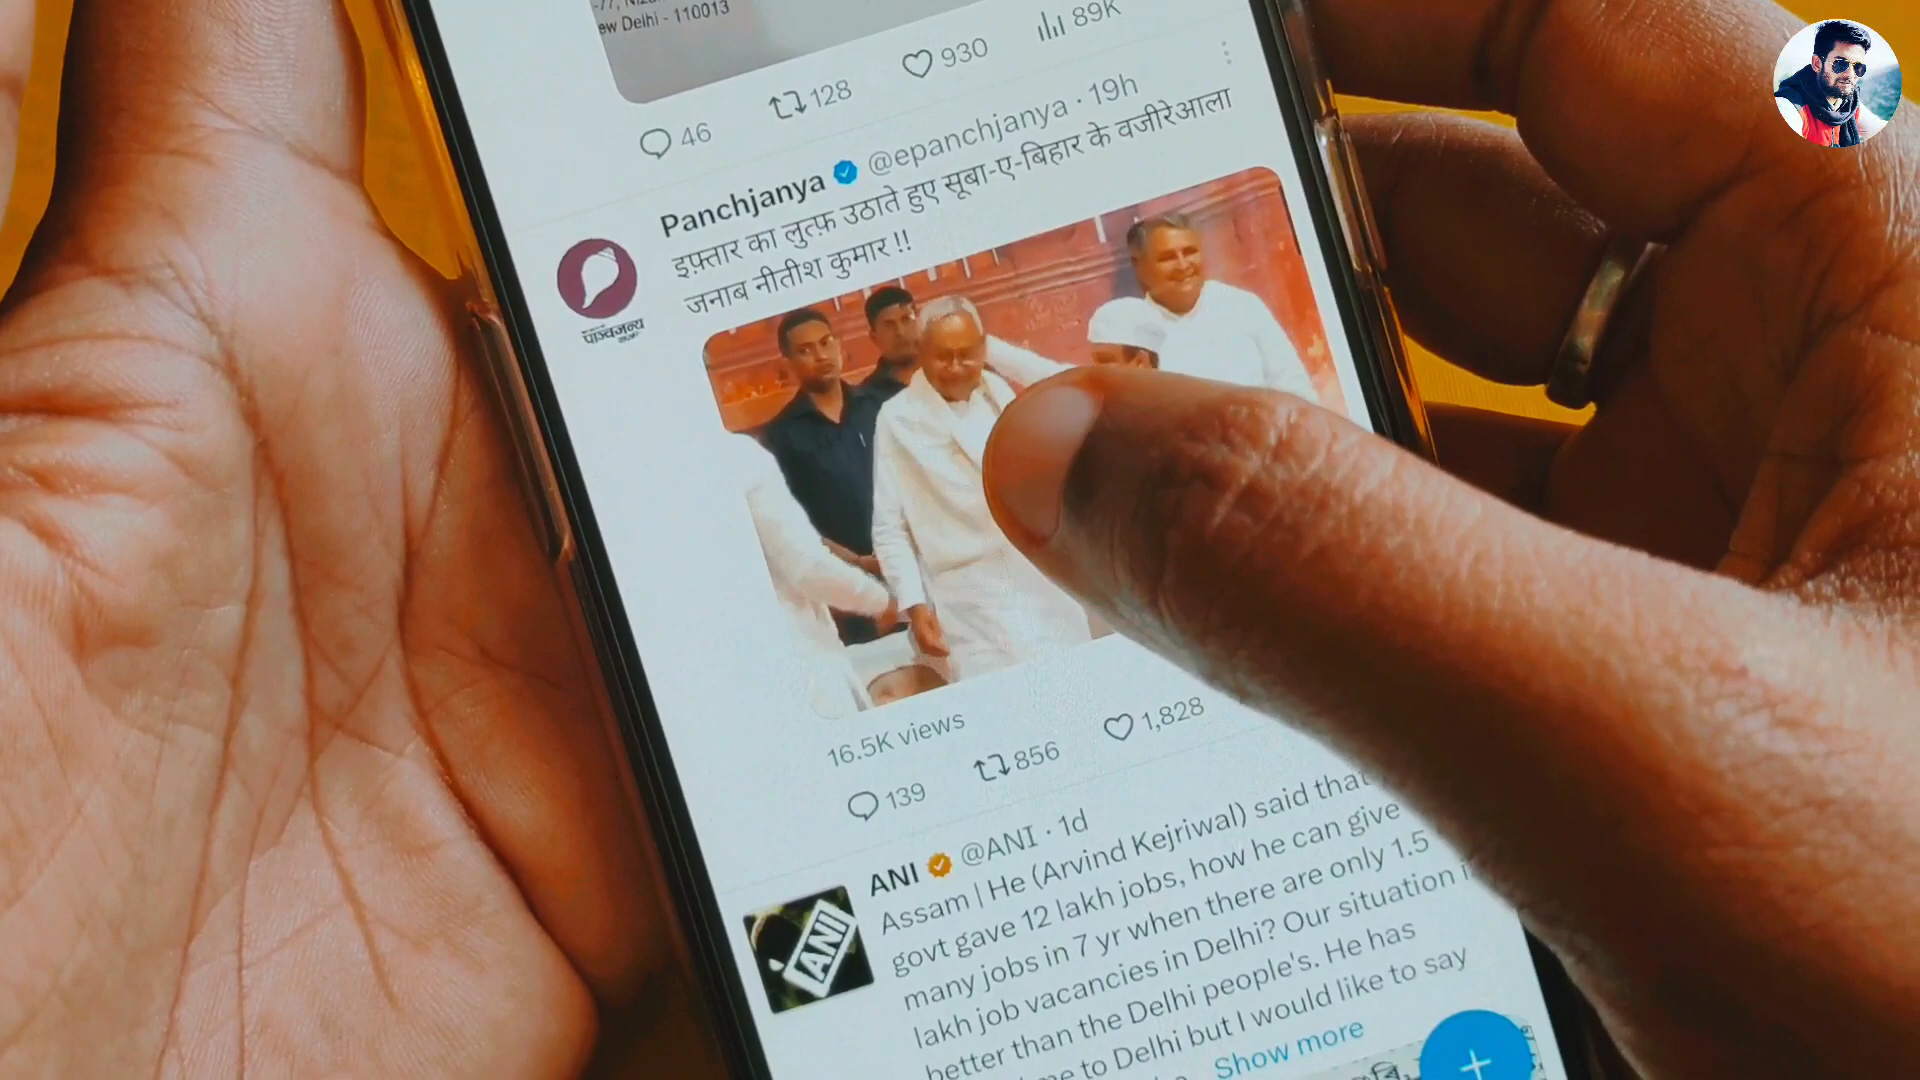 ew Delhi - 110013
46
128
930
89K
Panchjanya @epanchjanya · 19h
इफ़्तार का लुत्फ़ उठाते हुए सूबा-ए-बिहार के वजीरेआला
जनाब नीतीश कुमार !!
पाञ्चजन्य
16.5K views
139
856
1,828
ANI @ANI · 1d
ANI
Assam | He (Arvind Kejriwal) said that
govt gave 12 lakh jobs, how he can give
many jobs in 7 yr when there are only 1.5
lakh job vacancies in Delhi? Our situation
better than the Delhi people's. He has
to Delhi but I would like to say
Show more